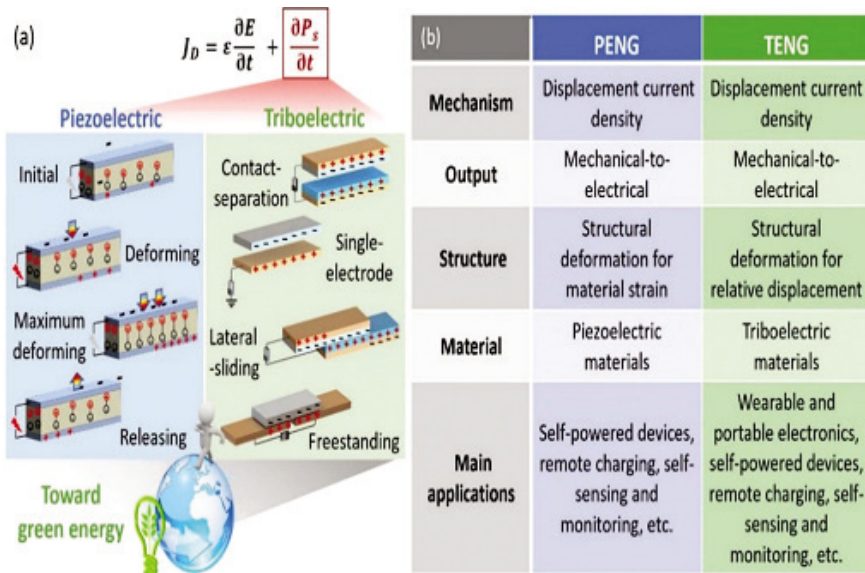 (a)
J_D = ε ∂E/∂t + ∂P_s/∂t
Piezoelectric
Triboelectric
Initial
Deforming
Maximum
deforming
Releasing
Contact-
separation
Single-
electrode
Lateral
-sliding
Freestanding
Toward
green energy
(b)
PENG
TENG
Mechanism
Displacement current
density
Displacement current
density
Output
Mechanical-to-
electrical
Mechanical-to-
electrical
Structure
Structural
deformation for
material strain
Structural
deformation for
relative displacement
Material
Piezoelectric
materials
Triboelectric
materials
Main
applications
Self-powered devices,
remote charging, self-
sensing and
monitoring, etc.
Wearable and
portable electronics,
self-powered devices,
remote charging, self-
sensing and
monitoring, etc.